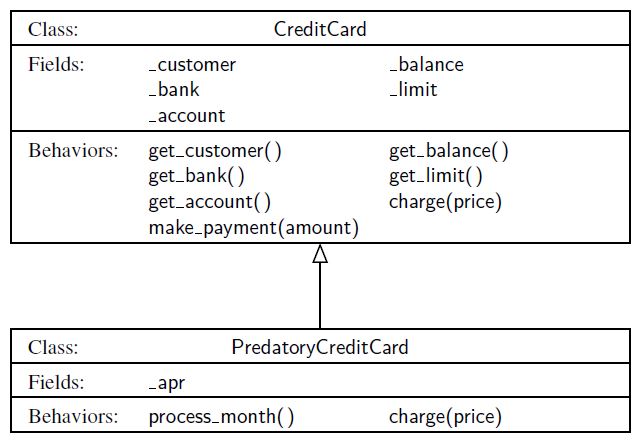 Class: CreditCard
Fields: _customer _balance
_bank _limit
_account
Behaviors: get_customer() get_balance()
get_bank() get_limit()
get_account() charge(price)
make_payment(amount)
Class: PredatoryCreditCard
Fields: _apr
Behaviors: process_month() charge(price)